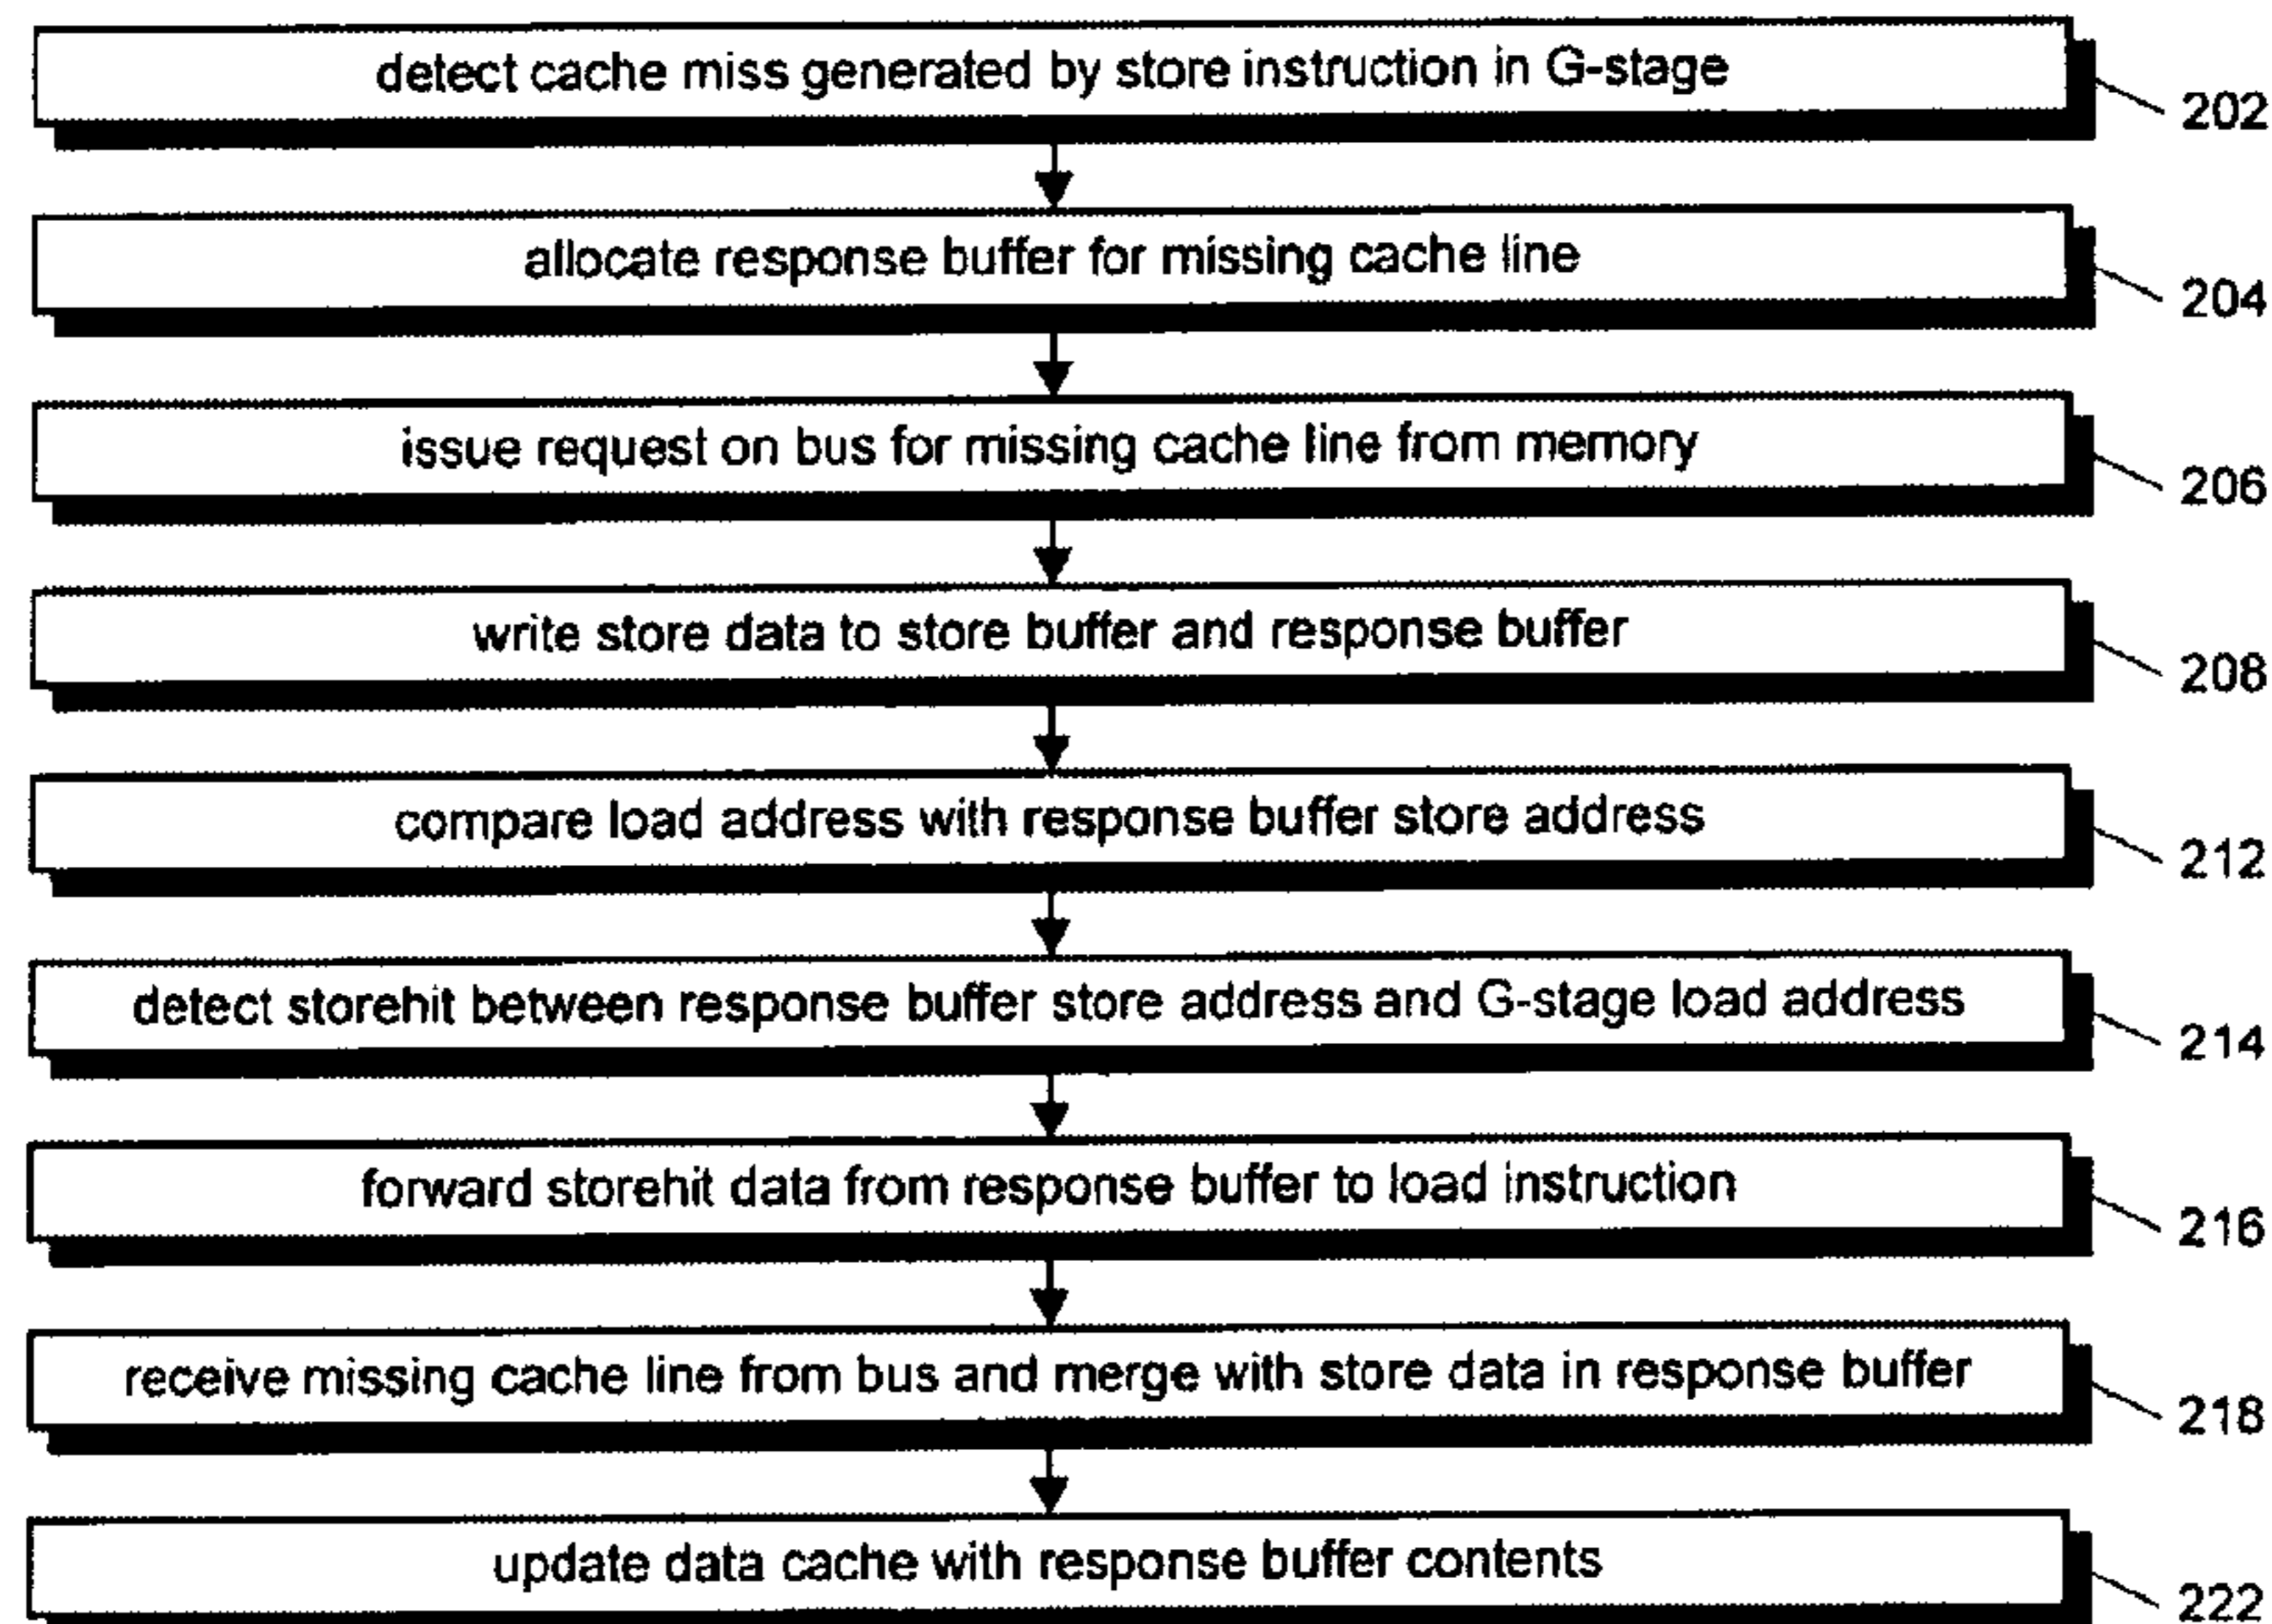 detect cache miss generated by store instruction in G-stage
202
allocate response buffer for missing cache line
204
issue request on bus for missing cache line from memory
206
write store data to store buffer and response buffer
208
compare load address with response buffer store address
212
detect storehit between response buffer store address and G-stage load address
214
forward storehit data from response buffer to load instruction
216
receive missing cache line from bus and merge with store data in response buffer
218
update data cache with response buffer contents
222